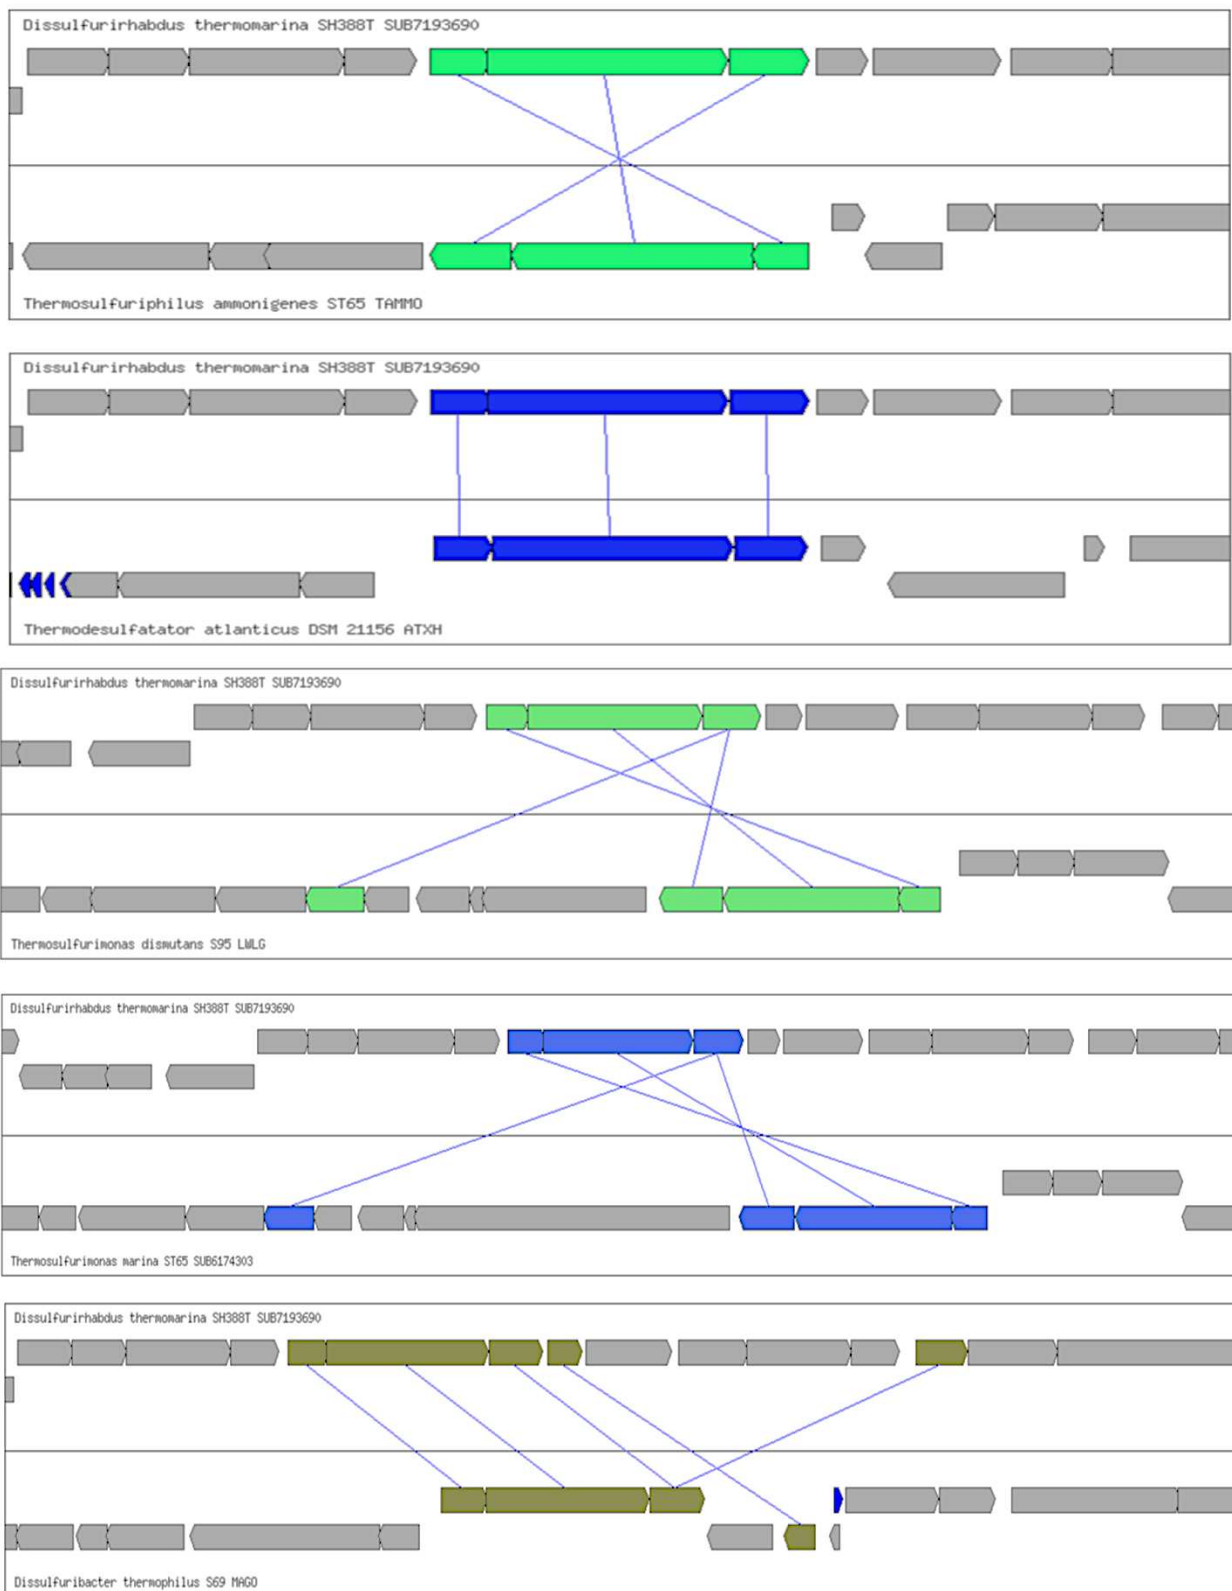 Dissulfurirhabdus thermomarina SH388T SUB7193690
Thermosulfuriphilus ammonigenes ST65 TAMMO
Dissulfurirhabdus thermomarina SH388T SUB7193690
Thermodesulfatator atlanticus DSM 21156 ATXH
Dissulfurirhabdus thermomarina SH388T SUB7193690
Thermosulfurimonas dismutans S95 LWLG
Dissulfurirhabdus thermomarina SH388T SUB7193690
Thermosulfurimonas marina ST65 SUB6174303
Dissulfurirhabdus thermomarina SH388T SUB7193690
Dissulfuribacter thermophilus S69 MAGO